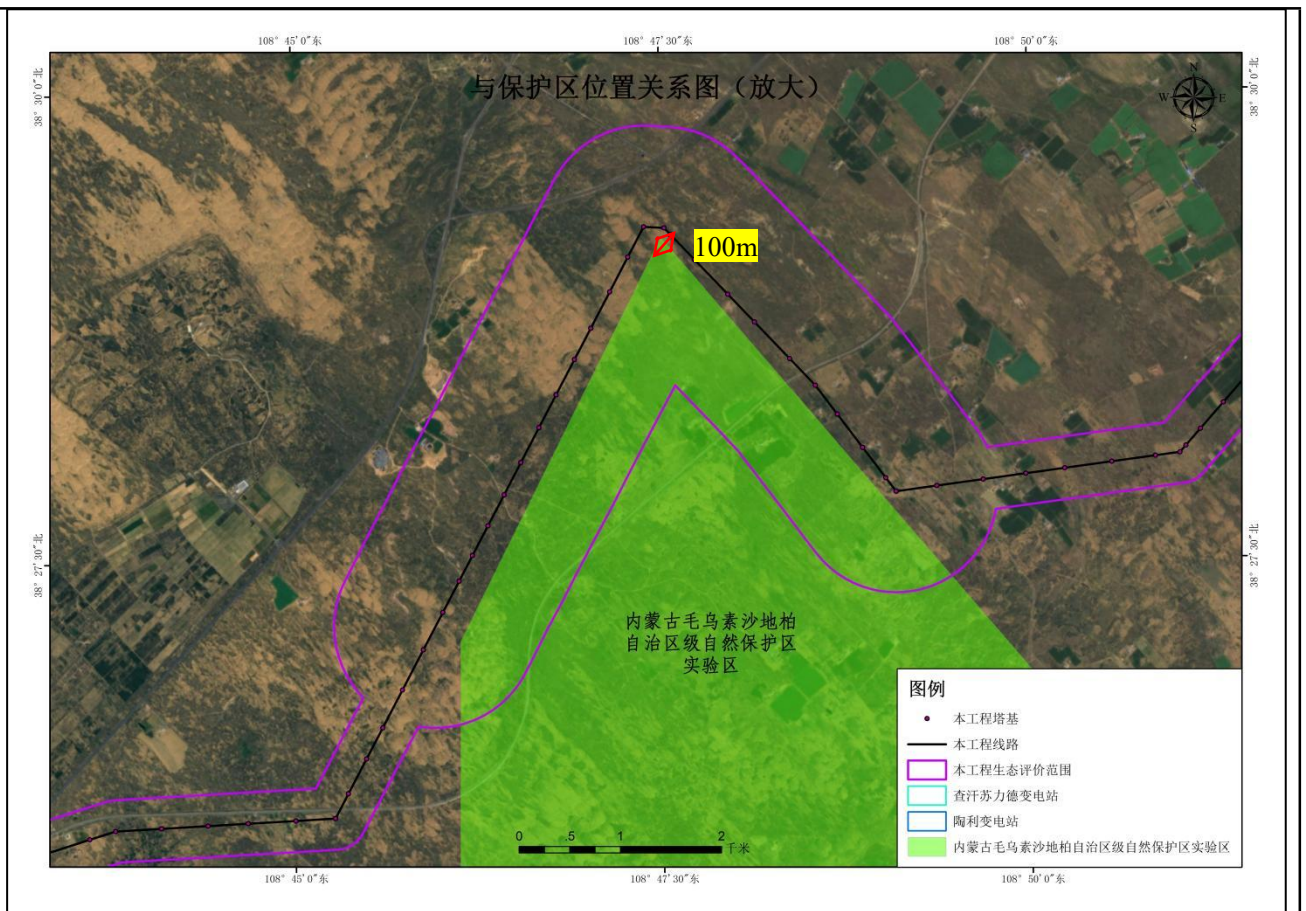 108° 45′0″东
108° 47′30″东
108° 50′0″东
与保护区位置关系图（放大）
N
W
E
S
38° 30′0″北
38° 30′0″北
100m
38° 27′30″北
38° 27′30″北
内蒙古毛乌素沙地柏
自治区级自然保护区
实验区
图例
本工程塔基
本工程线路
本工程生态评价范围
查汗苏力德变电站
陶利变电站
内蒙古毛乌素沙地柏自治区级自然保护区实验区
0 .5 1 2
千米
108° 45′0″东
108° 47′30″东
108° 50′0″东